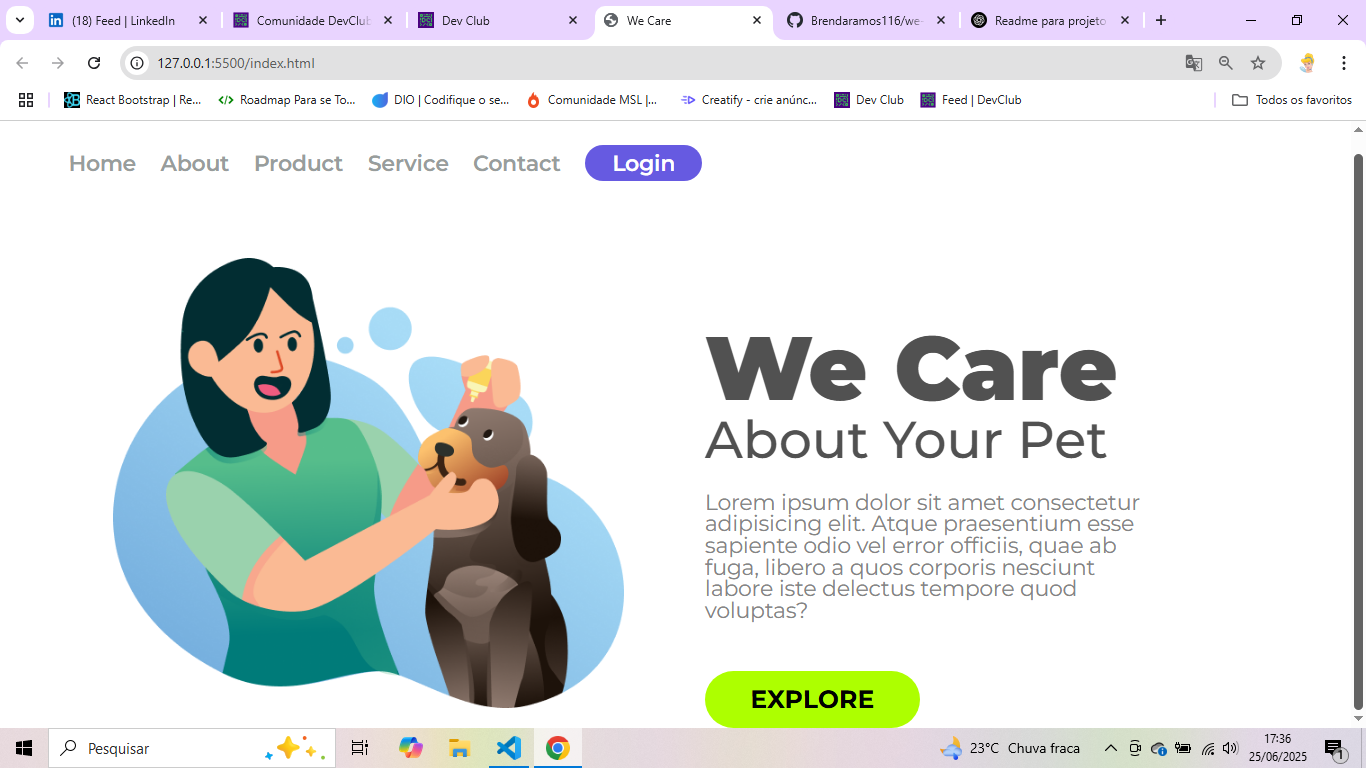 (18) Feed | LinkedIn
Comunidade DevClub
Dev Club
We Care
Brendaramos116/we-
Readme para projeto
127.0.0.1:5500/index.html
React Bootstrap | Re...
Roadmap Para se To...
DIO | Codifique o se...
Comunidade MSL |...
Creatify - crie anúnc...
Dev Club
Feed | DevClub
Todos os favoritos
Home About Product Service Contact Login
We Care
About Your Pet
Lorem ipsum dolor sit amet consectetur
adipisicing elit. Atque praesentium esse
sapiente odio vel error officiis, quae ab
fuga, libero a quos corporis nesciunt
labore iste delectus tempore quod
voluptas?
EXPLORE
Pesquisar
23°C Chuva fraca
17:36
25/06/2025
1